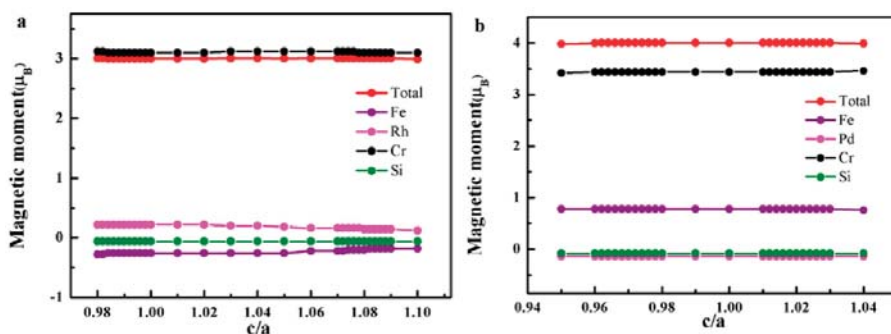 a
Magnetic moment(μB)
3
2
1
0
-1
Total
Fe
Rh
Cr
Si
0.98 1.00 1.02 1.04 1.06 1.08 1.10
c/a
b
Magnetic moment(μB)
4
3
2
1
0
Total
Fe
Pd
Cr
Si
0.94 0.96 0.98 1.00 1.02 1.04
c/a